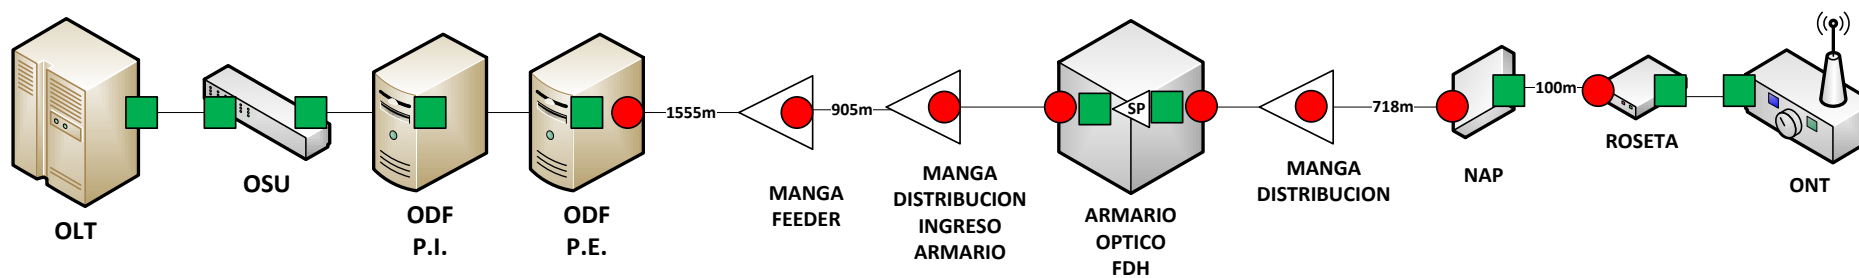 OLT
OSU
ODF
P.I.
ODF
P.E.
1555m
MANGA
FEEDER
905m
MANGA
DISTRIBUCION
INGRESO
ARMARIO
SP
ARMARIO
OPTICO
FDH
MANGA
DISTRIBUCION
718m
NAP
100m
ROSETA
ONT